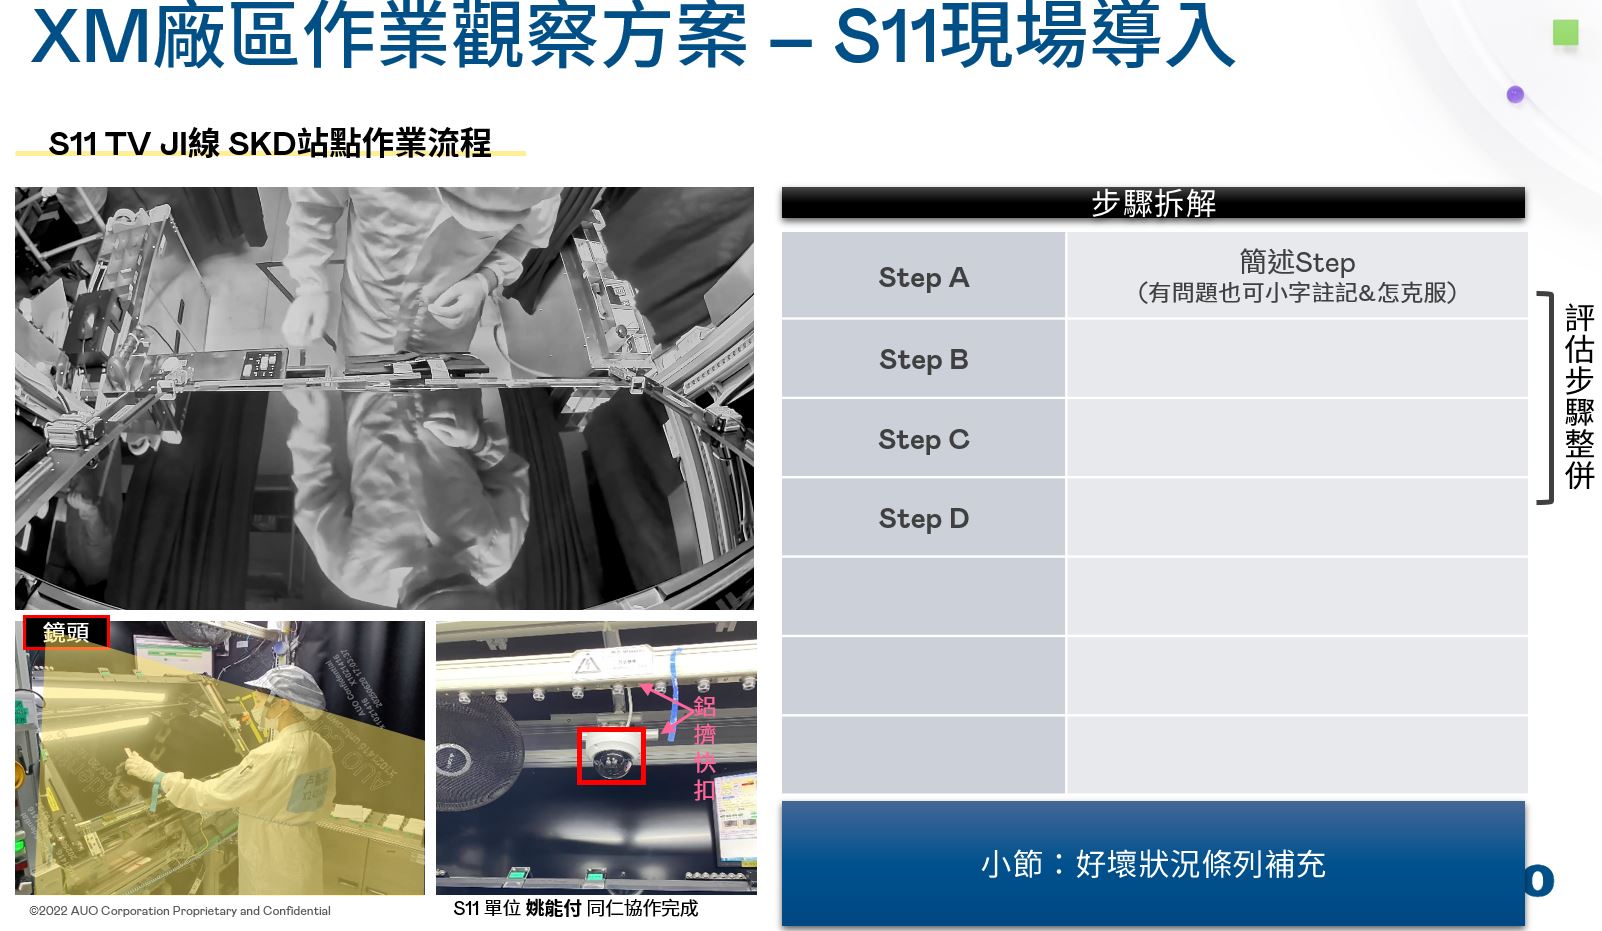 XM廠區作業觀察方案 – S11現場導入
S11 TV JI線 SKD站點作業流程
步驟拆解
Step A
簡述Step
（有問題也可小字註記&怎克服）
Step B
Step C
Step D
評估步驟整併
鏡頭
鋁擠快扣
小節：好壞狀況條列補充
©2022 AUO Corporation Proprietary and Confidential
S11 單位 姚能付 同仁協作完成